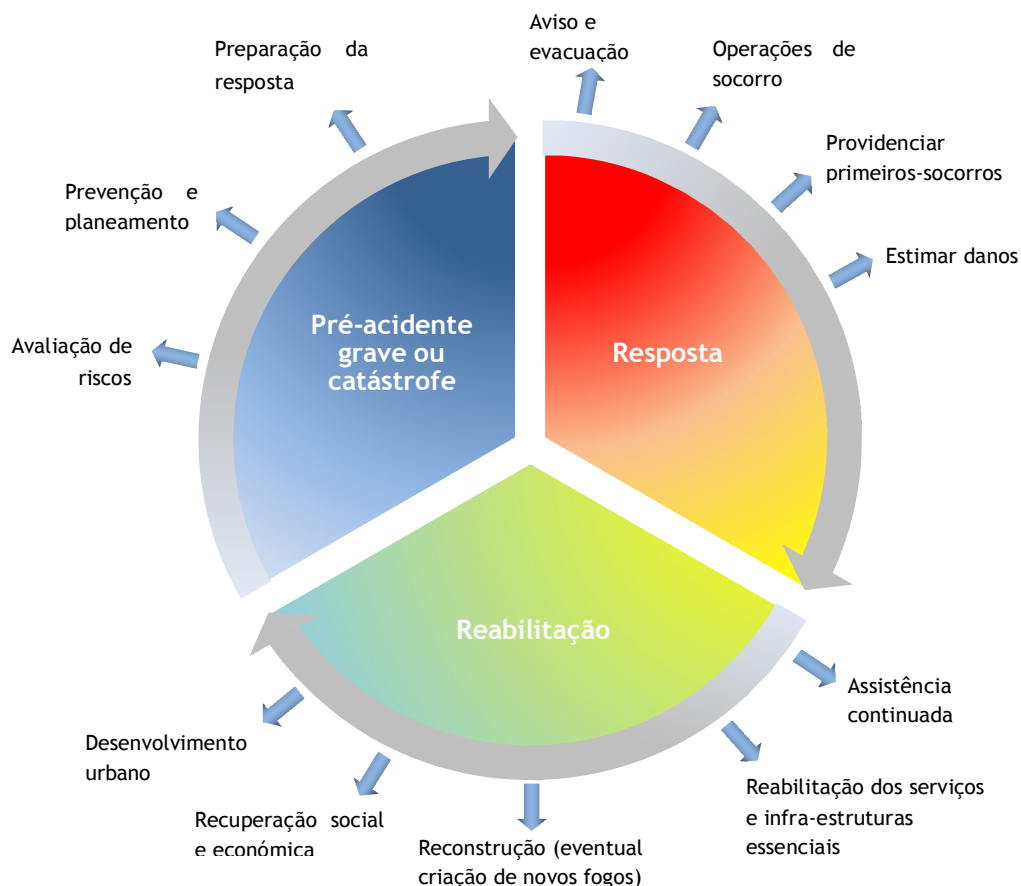 Aviso e
evacuação
Operações de
socorro
Preparação da
resposta
Providenciar
primeiros-socorros
Prevenção e
planeamento
Estimar danos
Pré-acidente
grave ou
catástrofe
Resposta
Avaliação de
riscos
Reabilitação
Assistência
continuada
Desenvolvimento
urbano
Reabilitação dos serviços
e infra-estruturas
essenciais
Recuperação social
e económica
Reconstrução (eventual
criação de novos fogos)